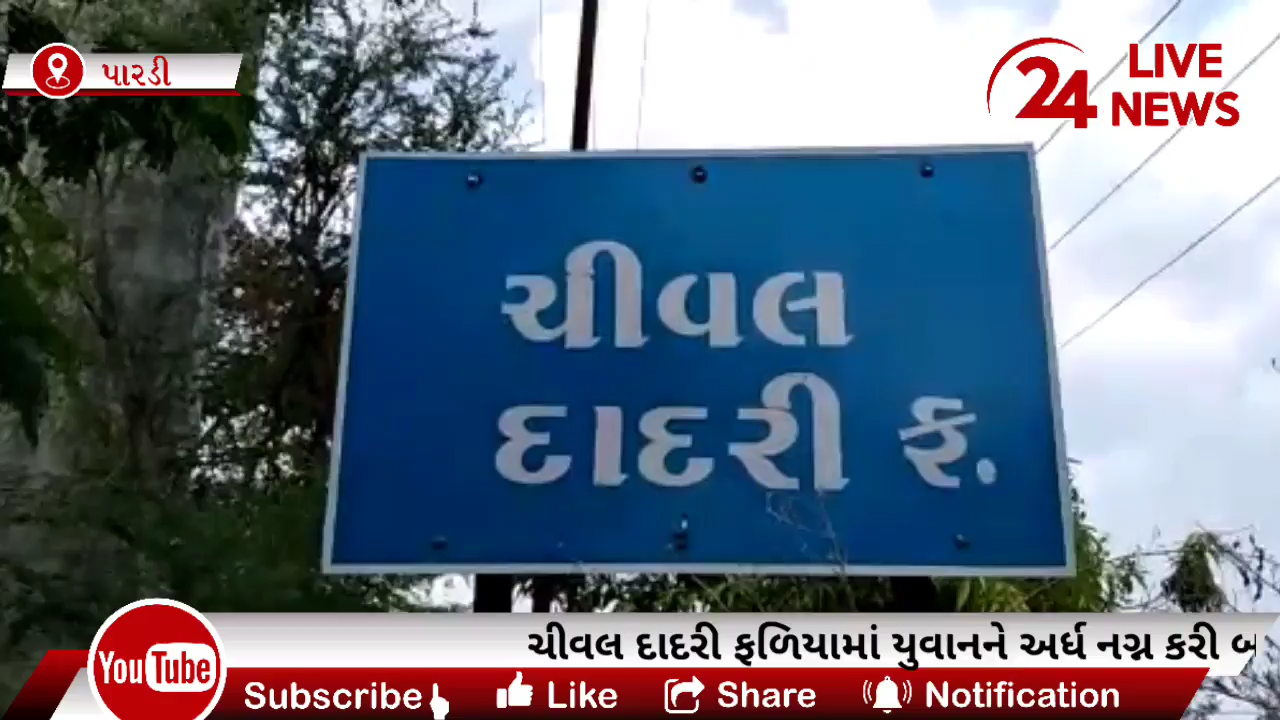 પારડી
24 LIVE NEWS
ચીવલ
દાદરી ફ.
ચીવલ દાદરી ફળિયામાં યુવાનને અર્ધ નગ્ન કરી
YouTube
Subscribe Like Share Notification